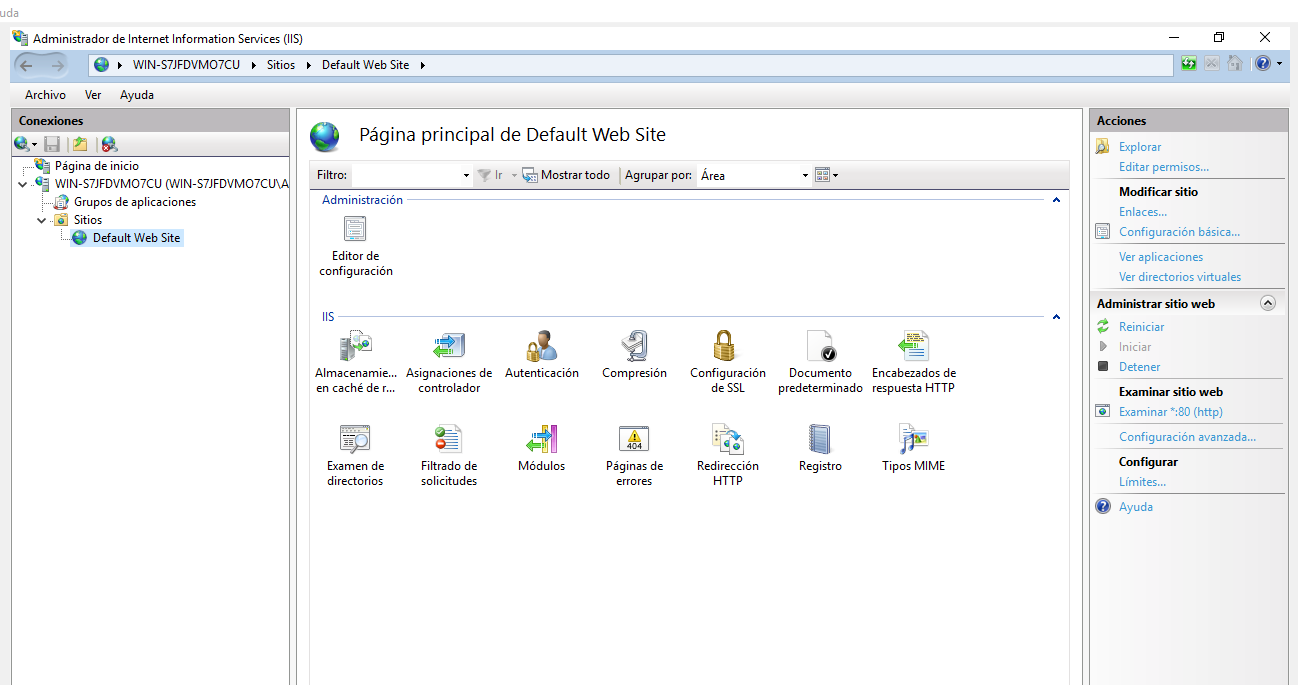 uda
Administrador de Internet Information Services (IIS)
WIN-S7JFDVMO7CU Sitios Default Web Site
Archivo Ver Ayuda
Conexiones
Página de inicio
WIN-S7JFDVMO7CU (WIN-S7JFDVMO7CU\A
Grupos de aplicaciones
Sitios
Default Web Site
Página principal de Default Web Site
Filtro: Ir Mostrar todo Agrupar por: Área
Administración
Editor de
configuración
IIS
Almacenamie...
en caché de r...
Asignaciones de
controlador
Autenticación
Compresión
Configuración
de SSL
Documento
predeterminado
Encabezados de
respuesta HTTP
Examen de
directorios
Filtrado de
solicitudes
Módulos
404
Páginas de
errores
Redirección
HTTP
Registro
Tipos MIME
Acciones
Explorar
Editar permisos...
Modificar sitio
Enlaces...
Configuración básica...
Ver aplicaciones
Ver directorios virtuales
Administrar sitio web
Reiniciar
Iniciar
Detener
Examinar sitio web
Examinar *:80 (http)
Configuración avanzada...
Configurar
Límites...
Ayuda